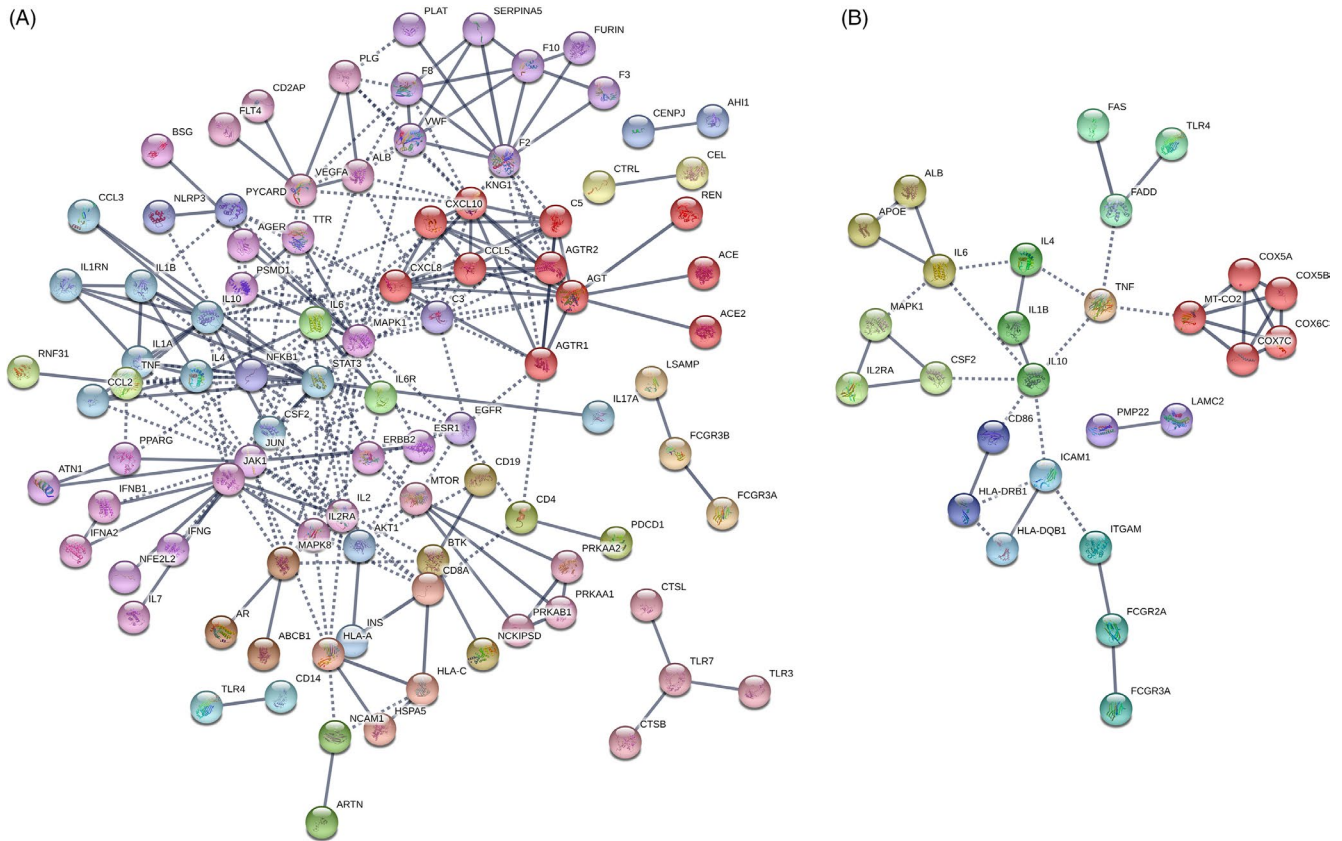 (A)
(B)
PLAT
SERPINA5
FURIN
F10
PLG
F8
F3
CD2AP
FLT4
VWF
CENPJ
AHI1
BSG
F2
ALB
VEGFA
CTRL
CEL
PYCARD
KNG1
CCL3
NLRP3
CXCL10
C5
REN
AGER
TTR
IL1RN
IL1B
PSMD1
CXCL8
CCL5
AGTR2
AGT
ACE
IL10
IL6
C3
MAPK1
ACE2
IL1A
IL4
NFKB1
STAT3
AGTR1
RNF31
TNF
CCL2
IL6R
LSAMP
CSF2
EGFR
IL17A
PPARG
JUN
ERBB2
ESR1
FCGR3B
ATN1
JAK1
CD19
IFNB1
MTOR
FCGR3A
IL2
CD4
IL2RA
IFNA2
IFNG
AKT1
PDCD1
MAPK8
BTK
PRKAA2
NFE2L2
CD8A
IL7
PRKAA1
AR
INS
PRKAB1
CTSL
ABCB1
HLA-A
NCKIPSD
HLA-C
TLR7
TLR3
TLR4
CD14
NCAM1
HSPA5
CTSB
ARTN
FAS
TLR4
ALB
FADD
APOE
IL6
IL4
COX5A
TNF
COX5B
MT-CO2
MAPK1
IL1B
COX6C
COX7C
IL2RA
CSF2
IL10
CD86
PMP22
LAMC2
ICAM1
HLA-DRB1
HLA-DQB1
ITGAM
FCGR2A
FCGR3A